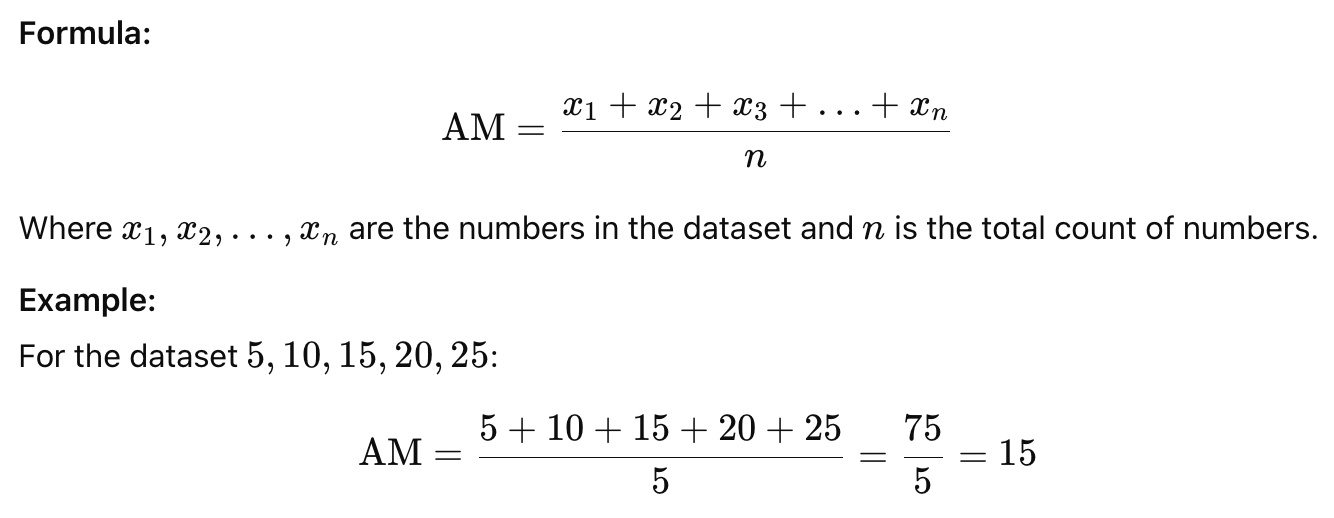 Formula:
AM = \frac{x_1 + x_2 + x_3 + \ldots + x_n}{n}
Where x_1, x_2, \ldots, x_n are the numbers in the dataset and n is the total count of numbers.
Example:
For the dataset 5, 10, 15, 20, 25:
AM = \frac{5 + 10 + 15 + 20 + 25}{5} = \frac{75}{5} = 15